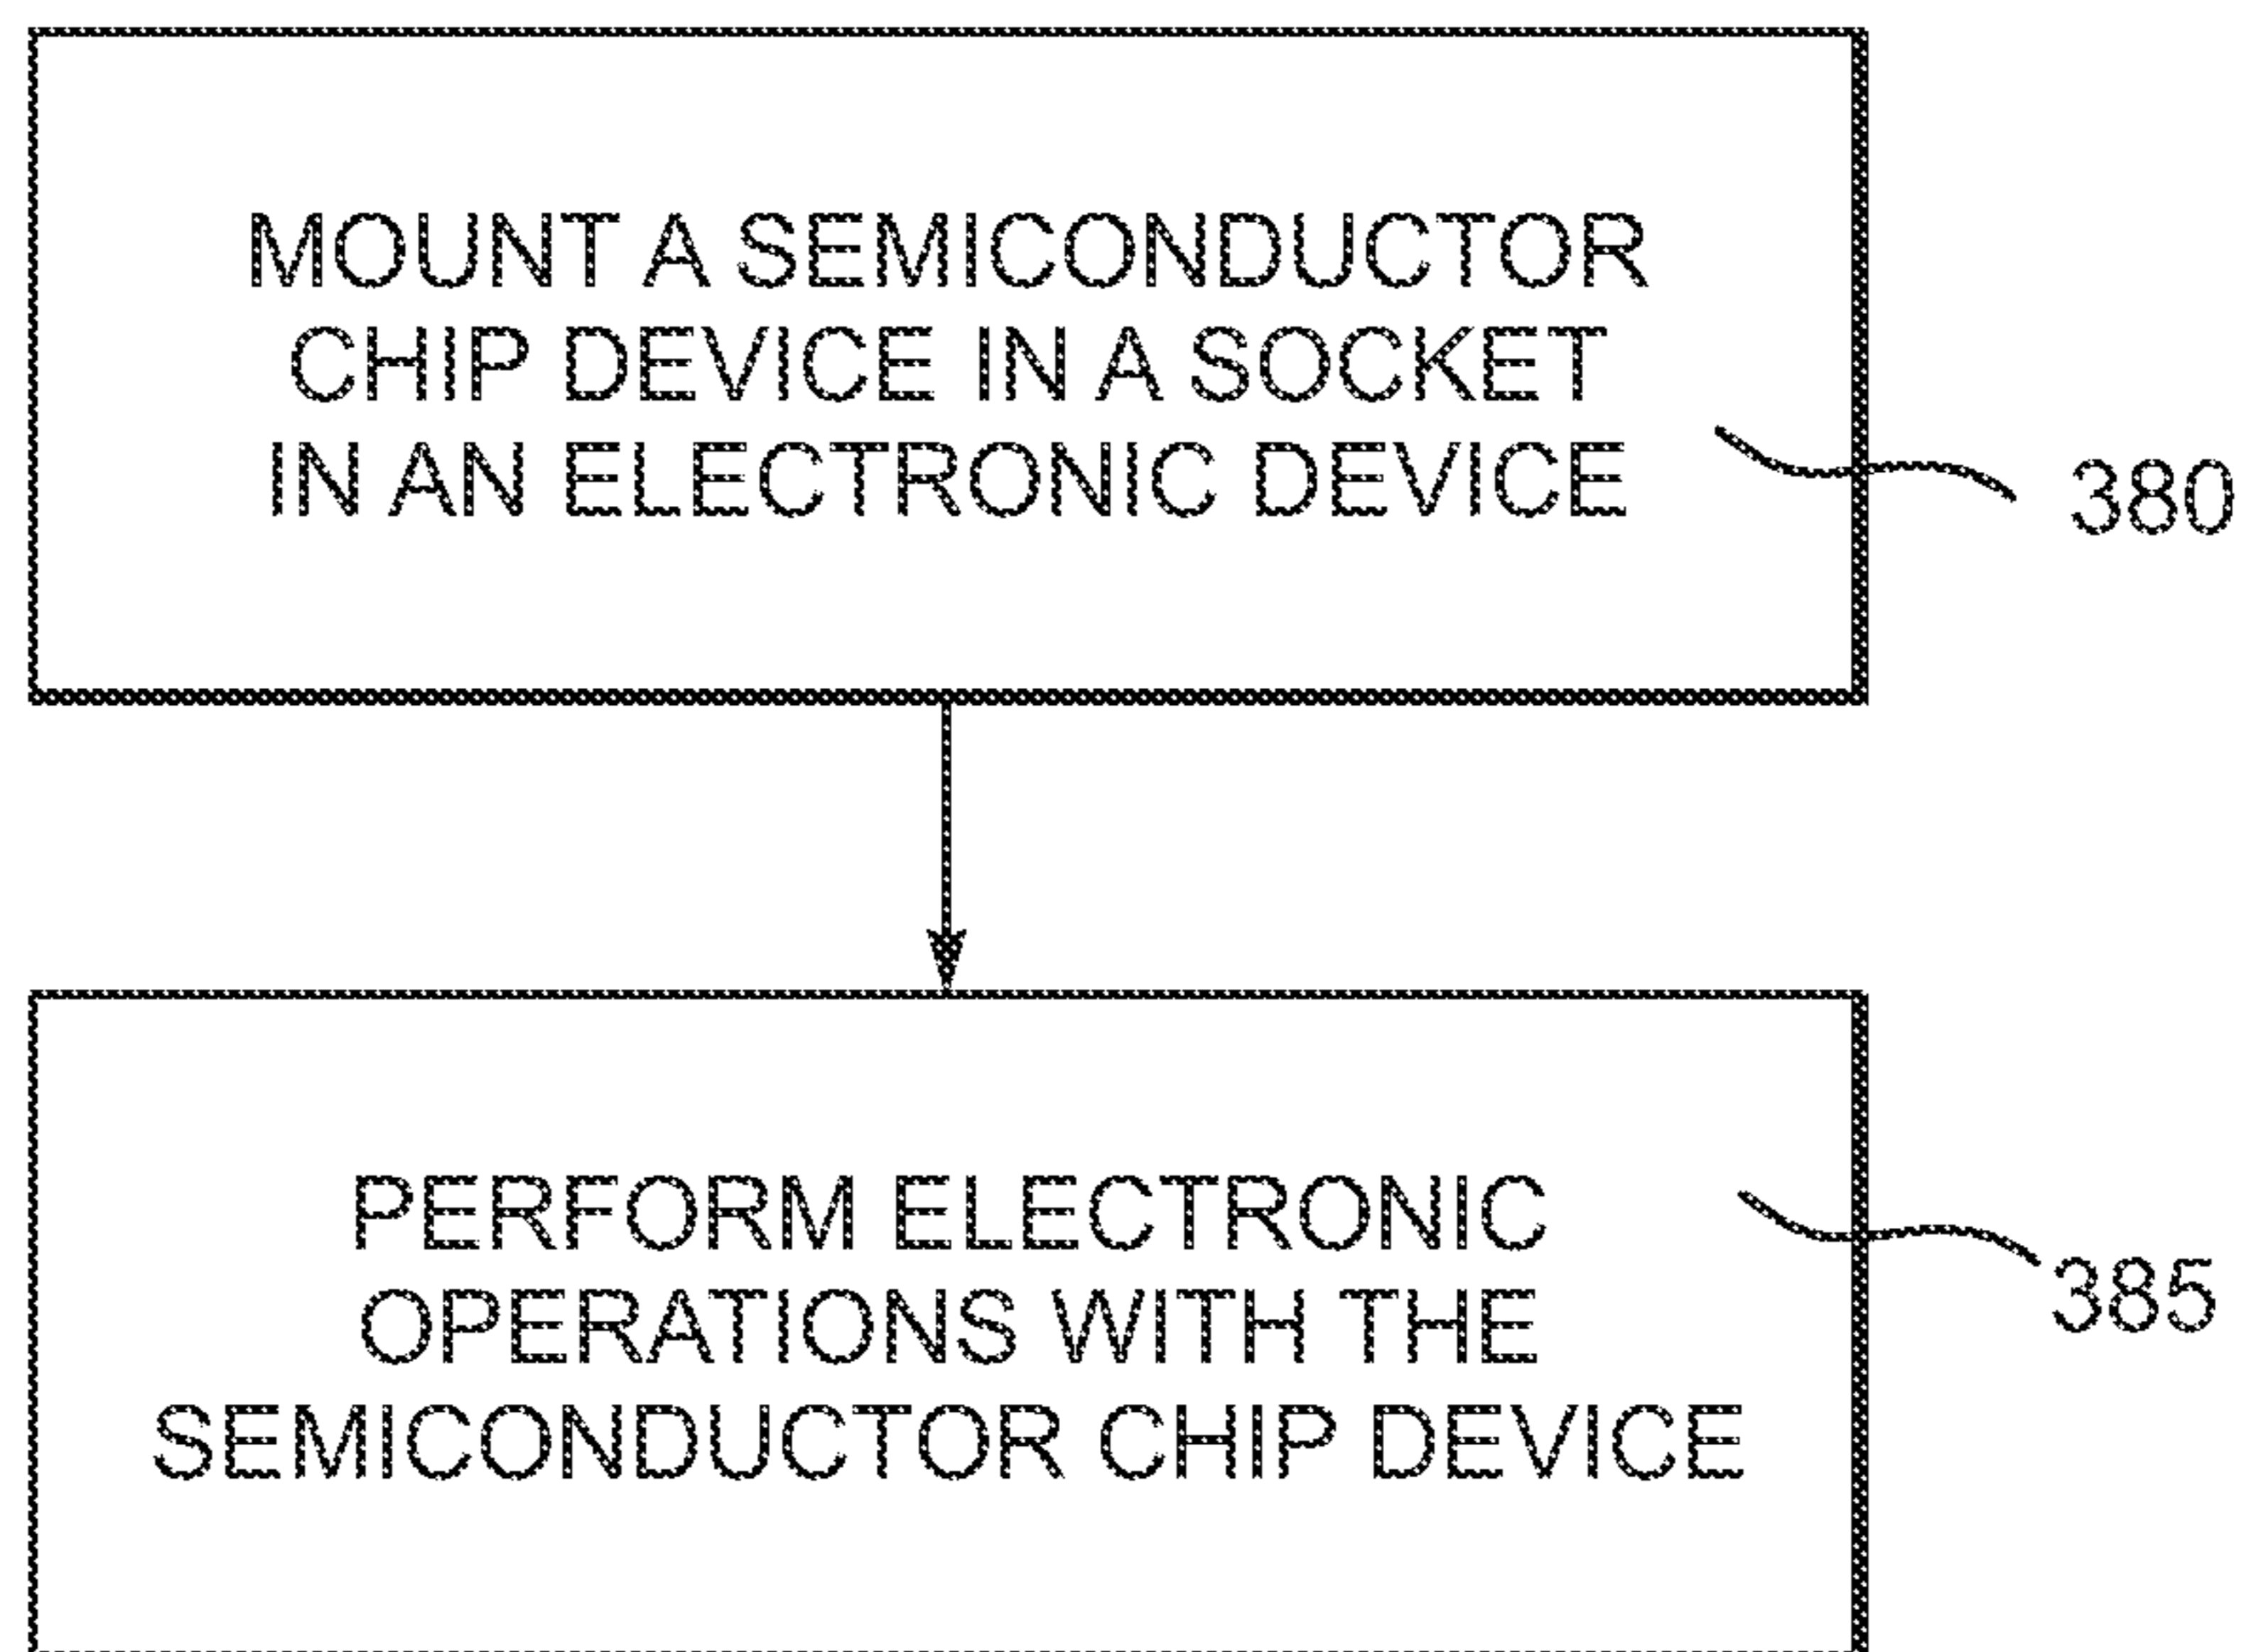 MOUNT A SEMICONDUCTOR
CHIP DEVICE IN A SOCKET
IN AN ELECTRONIC DEVICE
380
PERFORM ELECTRONIC
OPERATIONS WITH THE
SEMICONDUCTOR CHIP DEVICE
385